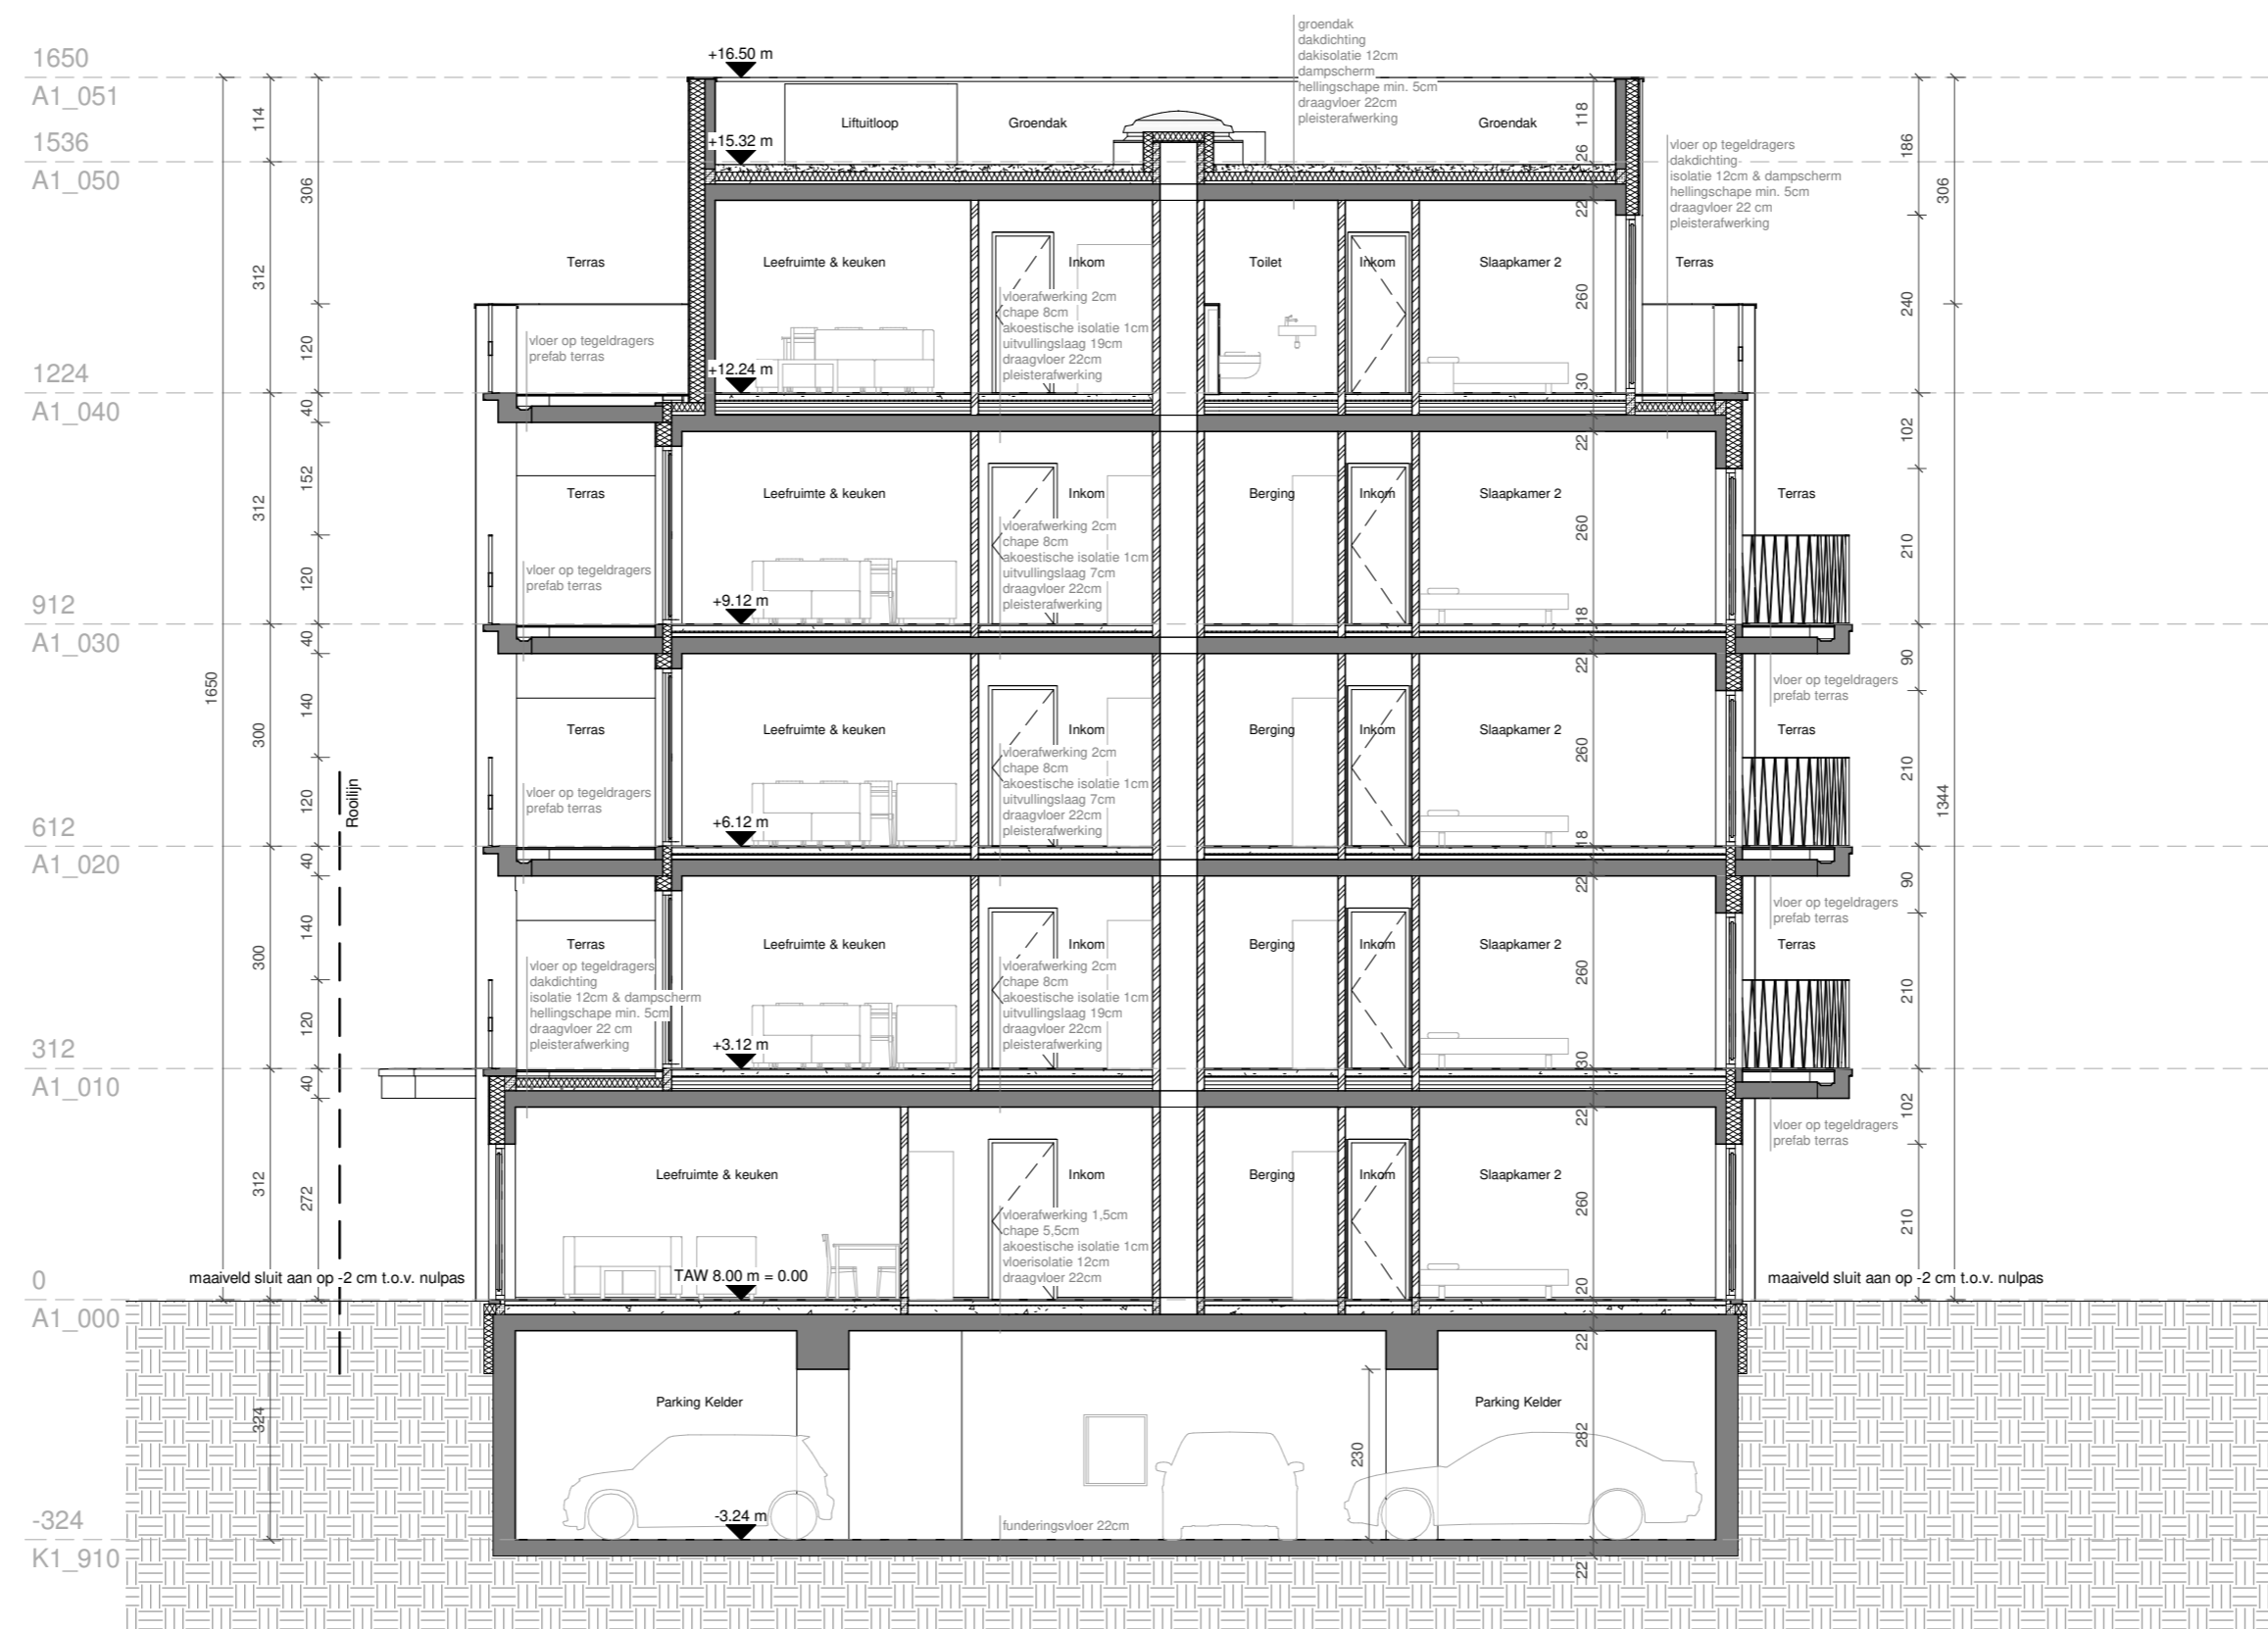 groendak
dakdichting
dakisolatie 12cm
dampscherm
hellingschape min. 5cm
draagvloer 22cm
pleisterafwerking
1650
A1_051
+16.50 m
114
Liftuitloop
Groendak
Groendak
118
1536
A1_050
+15.32 m
26
186
vloer op tegeldragers
dakdichting
isolatie 12cm & dampscherm
hellingschape min. 5cm
draagvloer 22 cm
pleisterafwerking
306
306
22
Terras
Leefruimte & keuken
Inkom
Toilet
Inkom
Slaapkamer 2
Terras
312
260
240
vloerafwerking 2cm
chape 8cm
akoestische isolatie 1cm
uitvullingslaag 19cm
draagvloer 22cm
pleisterafwerking
120
vloer op tegeldragers
prefab terras
1224
A1_040
+12.24 m
30
40
22
102
152
312
Terras
Leefruimte & keuken
Inkom
Berging
Inkom
Slaapkamer 2
Terras
260
210
vloerafwerking 2cm
chape 8cm
akoestische isolatie 1cm
uitvullingslaag 7cm
draagvloer 22cm
pleisterafwerking
120
vloer op tegeldragers
prefab terras
912
A1_030
+9.12 m
18
40
22
90
vloer op tegeldragers
prefab terras
1650
140
300
Terras
Leefruimte & keuken
Inkom
Berging
Inkom
Slaapkamer 2
Terras
260
210
1344
vloerafwerking 2cm
chape 8cm
akoestische isolatie 1cm
uitvullingslaag 7cm
draagvloer 22cm
pleisterafwerking
120
Rooilijn
vloer op tegeldragers
prefab terras
612
A1_020
+6.12 m
18
40
22
90
vloer op tegeldragers
prefab terras
140
300
Terras
Leefruimte & keuken
Inkom
Berging
Inkom
Slaapkamer 2
Terras
260
210
vloer op tegeldragers
dakdichting
isolatie 12cm & dampscherm
hellingschape min. 5cm
draagvloer 22 cm
pleisterafwerking
vloerafwerking 2cm
chape 8cm
akoestische isolatie 1cm
uitvullingslaag 19cm
draagvloer 22cm
pleisterafwerking
120
312
A1_010
+3.12 m
30
40
22
102
vloer op tegeldragers
prefab terras
312
272
Leefruimte & keuken
Inkom
Berging
Inkom
Slaapkamer 2
260
210
vloerafwerking 1,5cm
chape 5,5cm
akoestische isolatie 1cm
vloerisolatie 12cm
draagvloer 22cm
0
A1_000
maaiveld sluit aan op -2 cm t.o.v. nulpas
TAW 8.00 m = 0.00
20
maaiveld sluit aan op -2 cm t.o.v. nulpas
22
324
Parking Kelder
Parking Kelder
230
282
-324
K1_910
-3.24 m
funderingsvloer 22cm
22